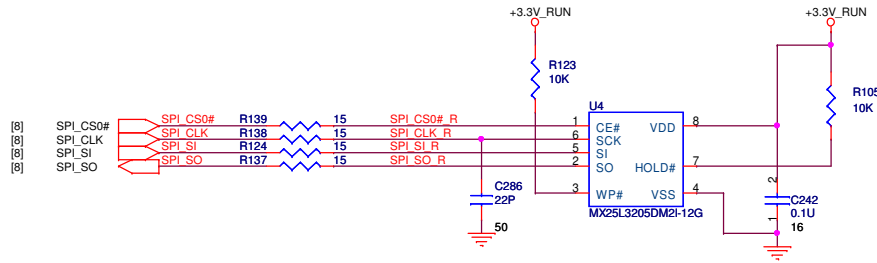 +3.3V_RUN +3.3V_RUN
R123
10K
R105
10K
U4
[8] SPI_CS0# SPI_CS0# R139 15 SPI_CS0#_R 1 CE# VDD 8
[8] SPI_CLK SPI_CLK R138 15 SPI_CLK_R 6 SCK
[8] SPI_SI SPI_SI R124 15 SPI_SI_R 5 SI
[8] SPI_SO SPI_SO R137 15 SPI_SO_R 2 SO HOLD# 7
3 WP# VSS 4
MX25L3205DM2I-12G
C286
22P
50
2
C242
0.1U
1
16